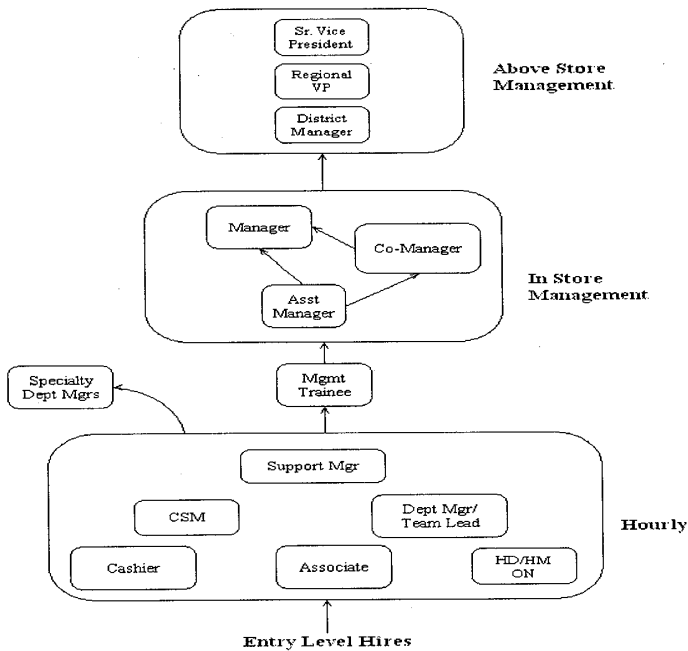 Sr. Vice
President
Regional
VP
District
Manager
Above Store
Management
Manager
Co-Manager
Asst
Manager
In Store
Management
Specialty
Dept Mgrs
Mgmt
Trainee
Support Mgr
CSM
Dept Mgr/
Team Lead
Hourly
Cashier
Associate
HD/HM
ON
Entry Level Hires